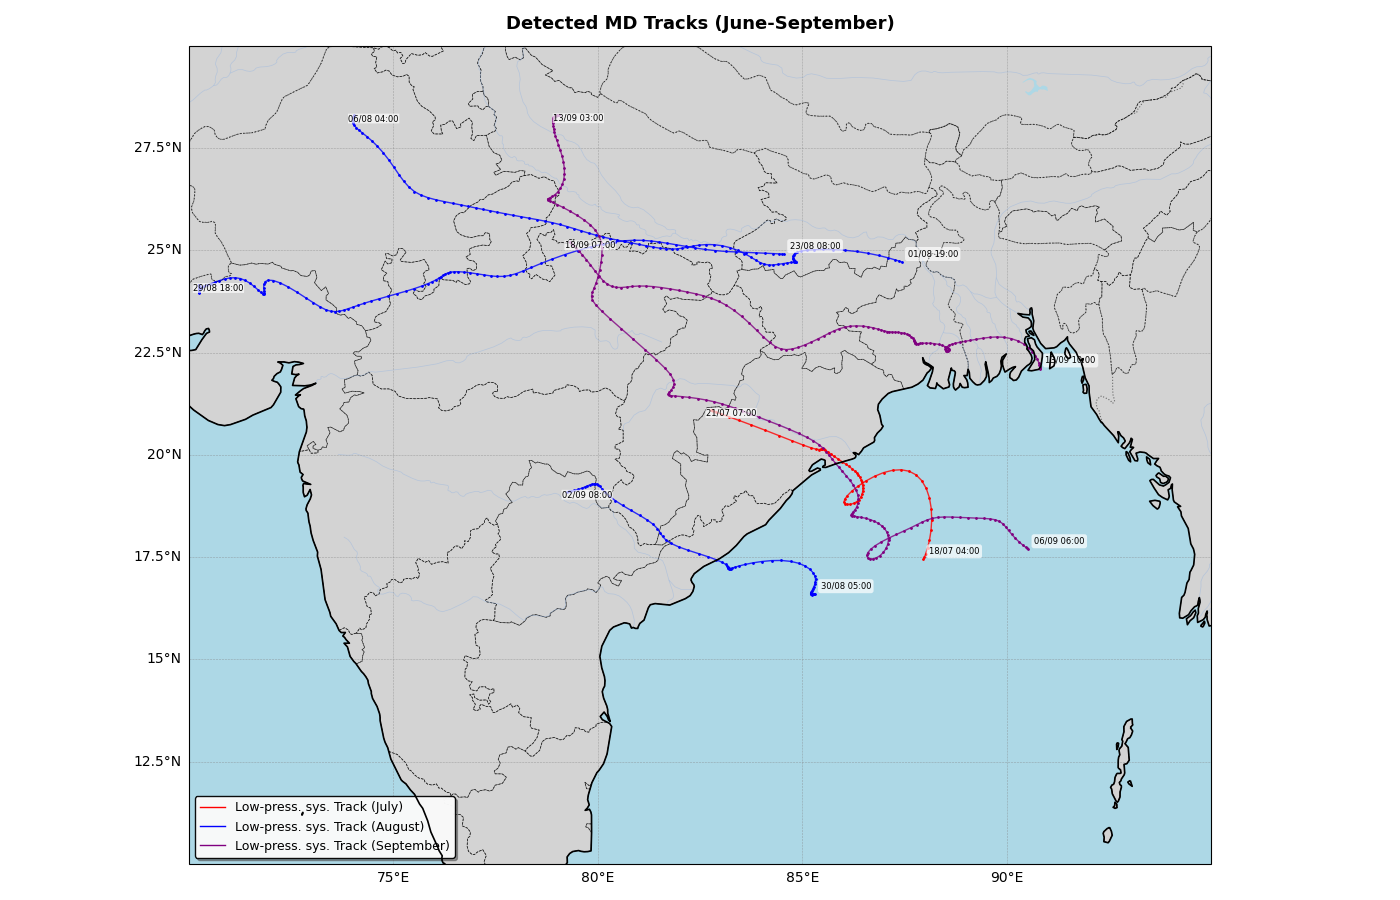 Detected MD Tracks (June-September)
06/08 04:00
13/09 03:00
27.5°N
16/09 07:00
23/08 08:00
01/08 19:00
25°N
29/08 18:00
22.5°N
21/07 07:00
20°N
02/09 08:00
06/09 06:00
18/07 04:00
17.5°N
30/08 05:00
15°N
12.5°N
Low-press. sys. Track (July)
Low-press. sys. Track (August)
Low-press. sys. Track (September)
75°E
80°E
85°E
90°E